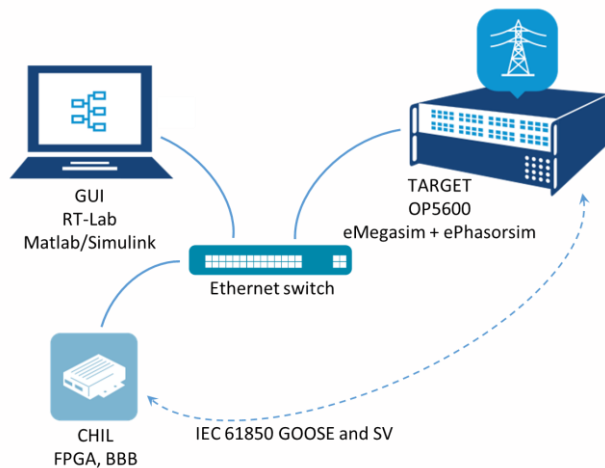 GUI
RT-Lab
Matlab/Simulink
TARGET
OP5600
eMegasim + ePhasorsim
Ethernet switch
CHIL
FPGA, BBB
IEC 61850 GOOSE and SV